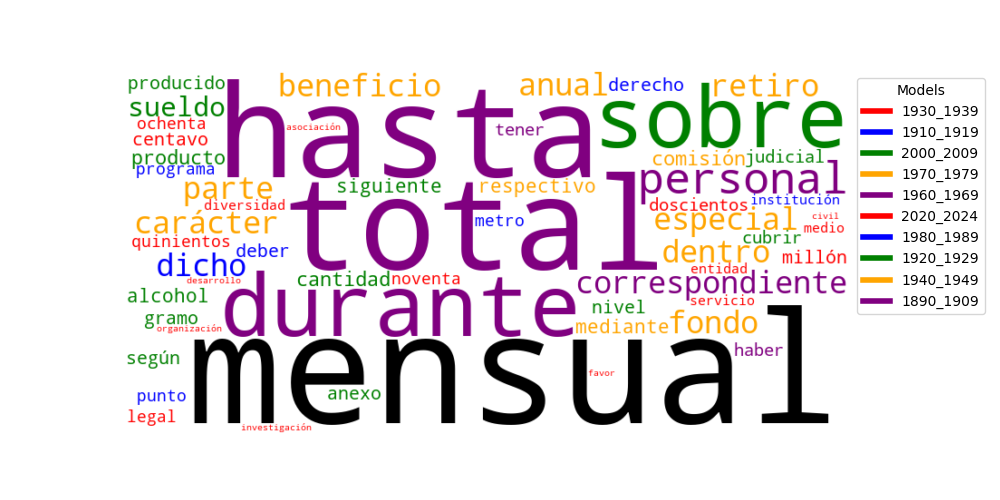 producido
beneficio
anual
derecho
retiro
sueldo
hasta
sobre
ochenta
asociación
tener
centavo
producto
comisión
judicial
programa
personal
parte
siguiente
respectivo
diversidad
total
doscientos
institución
carácter
metro
especial
civil
medio
quinientos
deber
dentro
cubrir
millón
dicho
entidad
desarrollo
cantidad
noventa
correspondiente
alcohol
durante
servicio
gramo
nivel
organización
mediante
fondo
según
mensual
haber
favor
punto
anexo
legal
investigación
Models
1930_1939
1910_1919
2000_2009
1970_1979
1960_1969
2020_2024
1980_1989
1920_1929
1940_1949
1890_1909